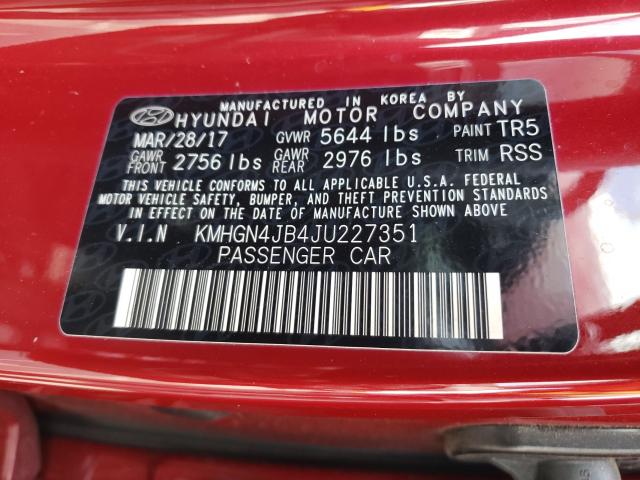 MANUFACTURED IN KOREA BY
HYUNDAI MOTOR COMPANY
MAR/28/17 GVWR 5644 lbs PAINT TR5
GAWR FRONT 2756 lbs GAWR REAR 2976 lbs TRIM RSS
THIS VEHICLE CONFORMS TO ALL APPLICABLE U.S.A. FEDERAL
MOTOR VEHICLE SAFETY, BUMPER, AND THEFT PREVENTION STANDARDS
IN EFFECT ON THE DATE OF MANUFACTURE SHOWN ABOVE.
V.I.N KMHGN4JB4JU227351
PASSENGER CAR